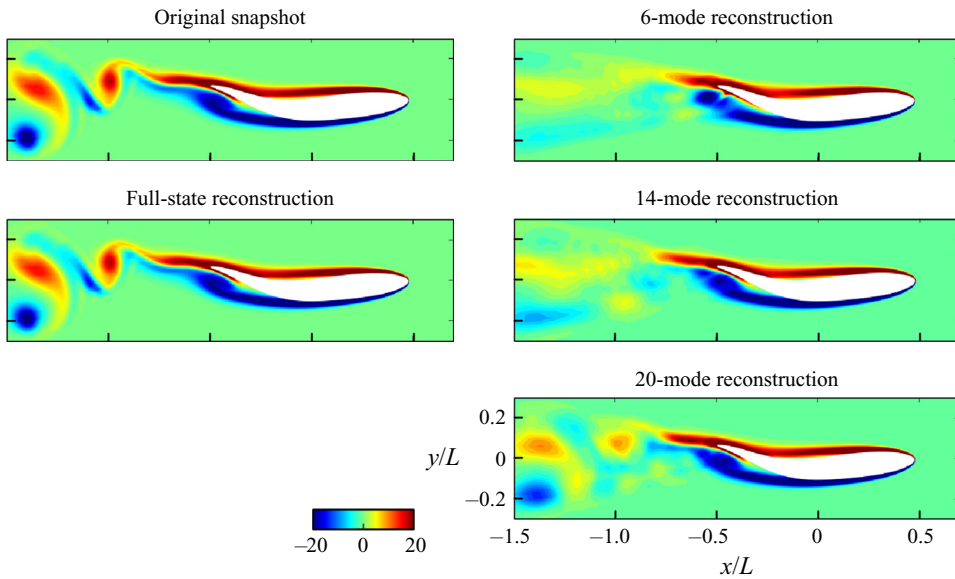 Original snapshot
6-mode reconstruction
Full-state reconstruction
14-mode reconstruction
20-mode reconstruction
0.2
y/L
0
–0.2
–20
0
20
–1.5
–1.0
–0.5
0
0.5
x/L